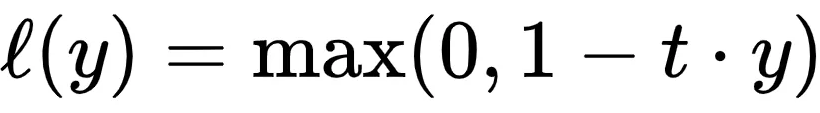 ℓ(y) = max(0, 1 − t · y)